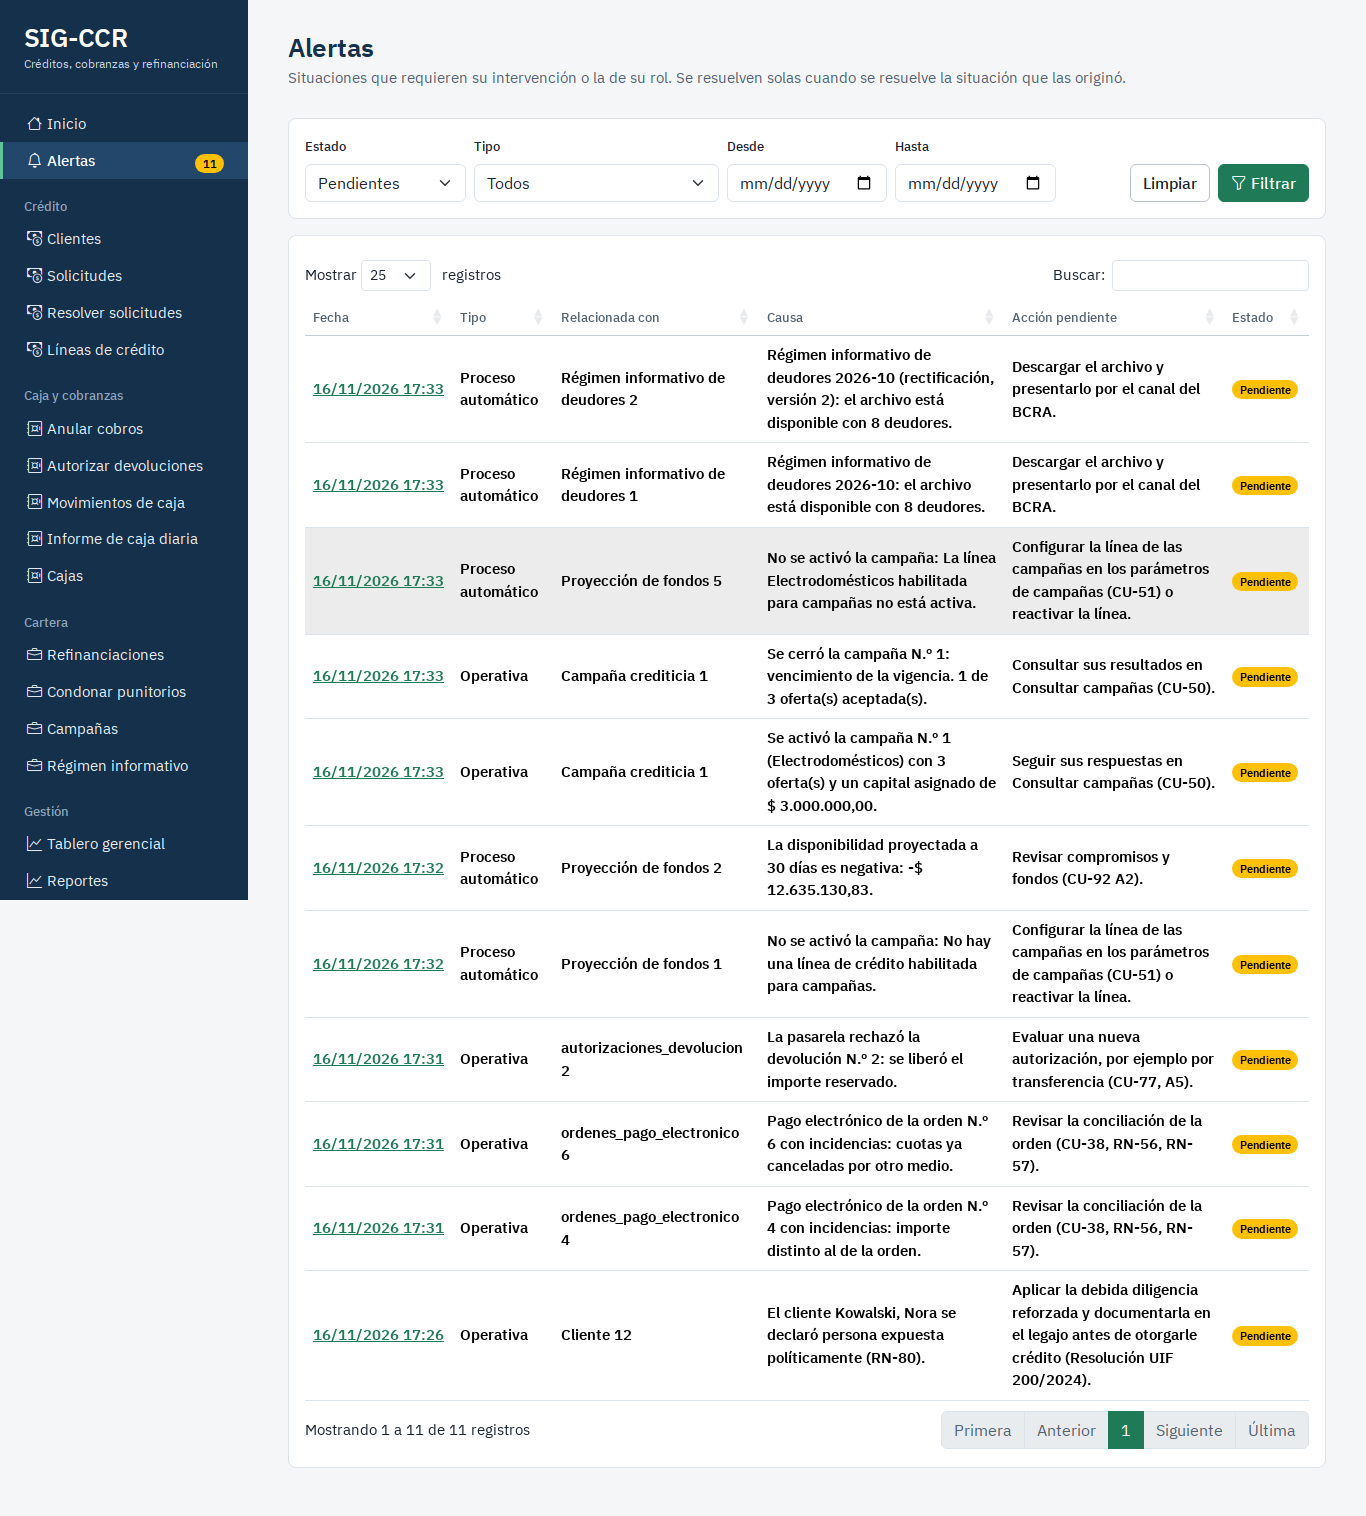 SIG-CCR
Créditos, cobranzas y refinanciación
Inicio
Alertas
11
Crédito
Clientes
Solicitudes
Resolver solicitudes
Líneas de crédito
Caja y cobranzas
Anular cobros
Autorizar devoluciones
Movimientos de caja
Informe de caja diaria
Cajas
Cartera
Refinanciaciones
Condonar punitorios
Campañas
Régimen informativo
Gestión
Tablero gerencial
Reportes
Alertas
Situaciones que requieren su intervención o la de su rol. Se resuelven solas cuando se resuelve la situación que las originó.
Estado
Tipo
Desde
Hasta
Pendientes
Todos
mm/dd/yyyy
mm/dd/yyyy
Limpiar
Filtrar
Mostrar 25 registros
Buscar:
Fecha
Tipo
Relacionada con
Causa
Acción pendiente
Estado
16/11/2026 17:33
Proceso
automático
Régimen informativo de
deudores 2
Régimen informativo de
deudores 2026-10 (rectificación,
versión 2): el archivo está
disponible con 8 deudores.
Descargar el archivo y
presentarlo por el canal del
BCRA.
Pendiente
16/11/2026 17:33
Proceso
automático
Régimen informativo de
deudores 1
Régimen informativo de
deudores 2026-10: el archivo
está disponible con 8 deudores.
Descargar el archivo y
presentarlo por el canal del
BCRA.
Pendiente
16/11/2026 17:33
Proceso
automático
Proyección de fondos 5
No se activó la campaña: La línea
Electrodomésticos habilitada
para campañas no está activa.
Configurar la línea de las
campañas en los parámetros
de campañas (CU-51) o
reactivar la línea.
Pendiente
16/11/2026 17:33
Operativa
Campaña crediticia 1
Se cerró la campaña N.º 1:
vencimiento de la vigencia. 1 de
3 oferta(s) aceptada(s).
Consultar sus resultados en
Consultar campañas (CU-50).
Pendiente
16/11/2026 17:33
Operativa
Campaña crediticia 1
Se activó la campaña N.º 1
(Electrodomésticos) con 3
oferta(s) y un capital asignado de
$ 3.000.000,00.
Seguir sus respuestas en
Consultar campañas (CU-50).
Pendiente
16/11/2026 17:32
Proceso
automático
Proyección de fondos 2
La disponibilidad proyectada a
30 días es negativa: -$
12.635.130,83.
Revisar compromisos y
fondos (CU-92 A2).
Pendiente
16/11/2026 17:32
Proceso
automático
Proyección de fondos 1
No se activó la campaña: No hay
una línea de crédito habilitada
para campañas.
Configurar la línea de las
campañas en los parámetros
de campañas (CU-51) o
reactivar la línea.
Pendiente
16/11/2026 17:31
Operativa
autorizaciones_devolucion
2
La pasarela rechazó la
devolución N.º 2: se liberó el
importe reservado.
Evaluar una nueva
autorización, por ejemplo por
transferencia (CU-77, A5).
Pendiente
16/11/2026 17:31
Operativa
ordenes_pago_electronico
6
Pago electrónico de la orden N.º
6 con incidencias: cuotas ya
canceladas por otro medio.
Revisar la conciliación de la
orden (CU-38, RN-56, RN-
57).
Pendiente
16/11/2026 17:31
Operativa
ordenes_pago_electronico
4
Pago electrónico de la orden N.º
4 con incidencias: importe
distinto al de la orden.
Revisar la conciliación de la
orden (CU-38, RN-56, RN-
57).
Pendiente
16/11/2026 17:26
Operativa
Cliente 12
El cliente Kowalski, Nora se
declaró persona expuesta
políticamente (RN-80).
Aplicar la debida diligencia
reforzada y documentarla en
el legajo antes de otorgarle
crédito (Resolución UIF
200/2024).
Pendiente
Mostrando 1 a 11 de 11 registros
Primera
Anterior
1
Siguiente
Última